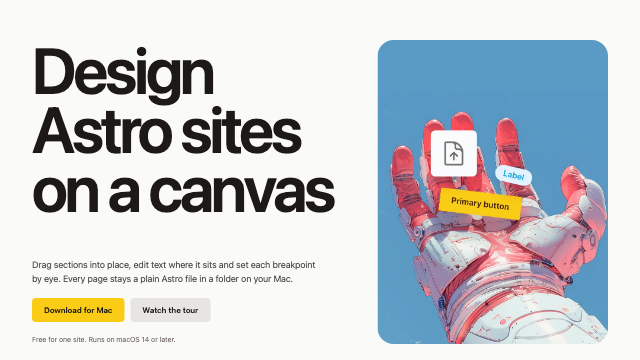 Design
Astro sites
on a canvas
Drag sections into place, edit text where it sits and set each breakpoint
by eye. Every page stays a plain Astro file in a folder on your Mac.
Download for Mac
Watch the tour
Free for one site. Runs on macOS 14 or later.
Label
Primary button